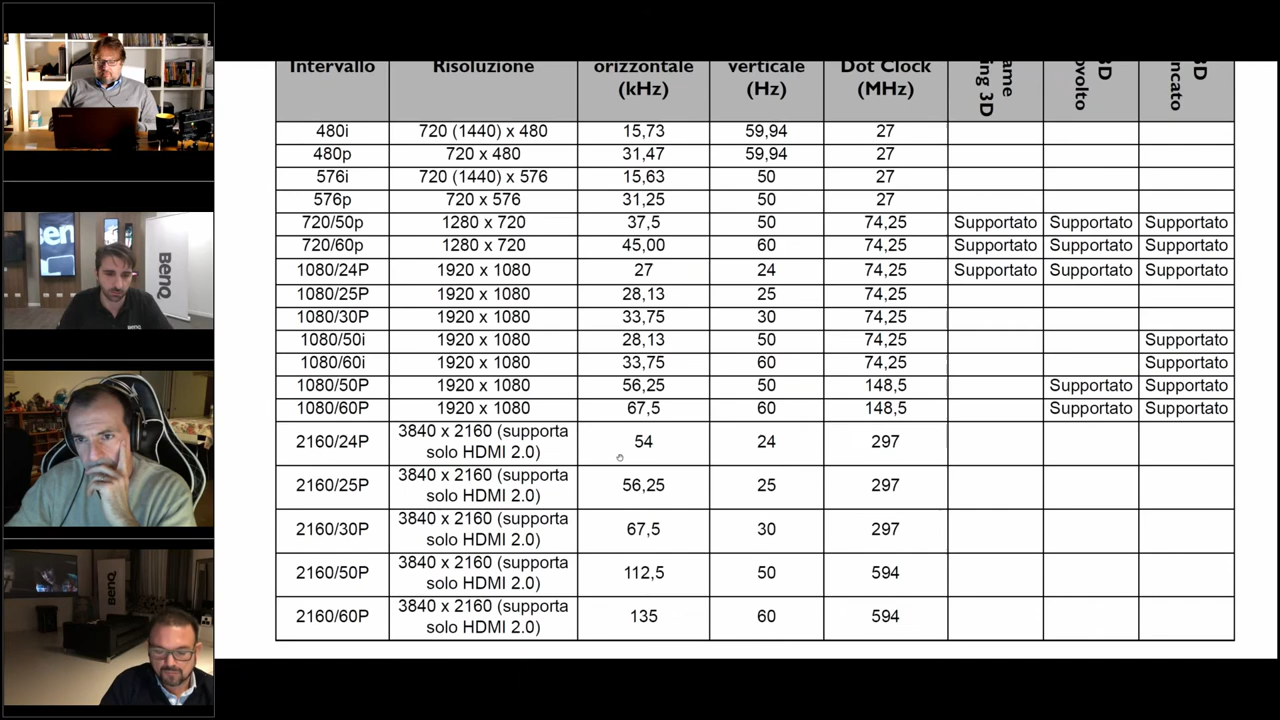 Intervallo Risoluzione orizzontale (kHz) verticale (Hz) Dot Clock (MHz) 3D 3D
480i 720 (1440) x 480 15,73 59,94 27
480p 720 x 480 31,47 59,94 27
576i 720 (1440) x 576 15,63 50 27
576p 720 x 576 31,25 50 27
720/50p 1280 x 720 37,5 50 74,25 Supportato Supportato Supportato
720/60p 1280 x 720 45,00 60 74,25 Supportato Supportato Supportato
1080/24P 1920 x 1080 27 24 74,25 Supportato Supportato Supportato
1080/25P 1920 x 1080 28,13 25 74,25
1080/30P 1920 x 1080 33,75 30 74,25
1080/50i 1920 x 1080 28,13 50 74,25 Supportato
1080/60i 1920 x 1080 33,75 60 74,25 Supportato
1080/50P 1920 x 1080 56,25 50 148,5 Supportato Supportato
1080/60P 1920 x 1080 67,5 60 148,5 Supportato Supportato
2160/24P 3840 x 2160 (supporta solo HDMI 2.0) 54 24 297
2160/25P 3840 x 2160 (supporta solo HDMI 2.0) 56,25 25 297
2160/30P 3840 x 2160 (supporta solo HDMI 2.0) 67,5 30 297
2160/50P 3840 x 2160 (supporta solo HDMI 2.0) 112,5 50 594
2160/60P 3840 x 2160 (supporta solo HDMI 2.0) 135 60 594
BenQ
BenQ
BenQ